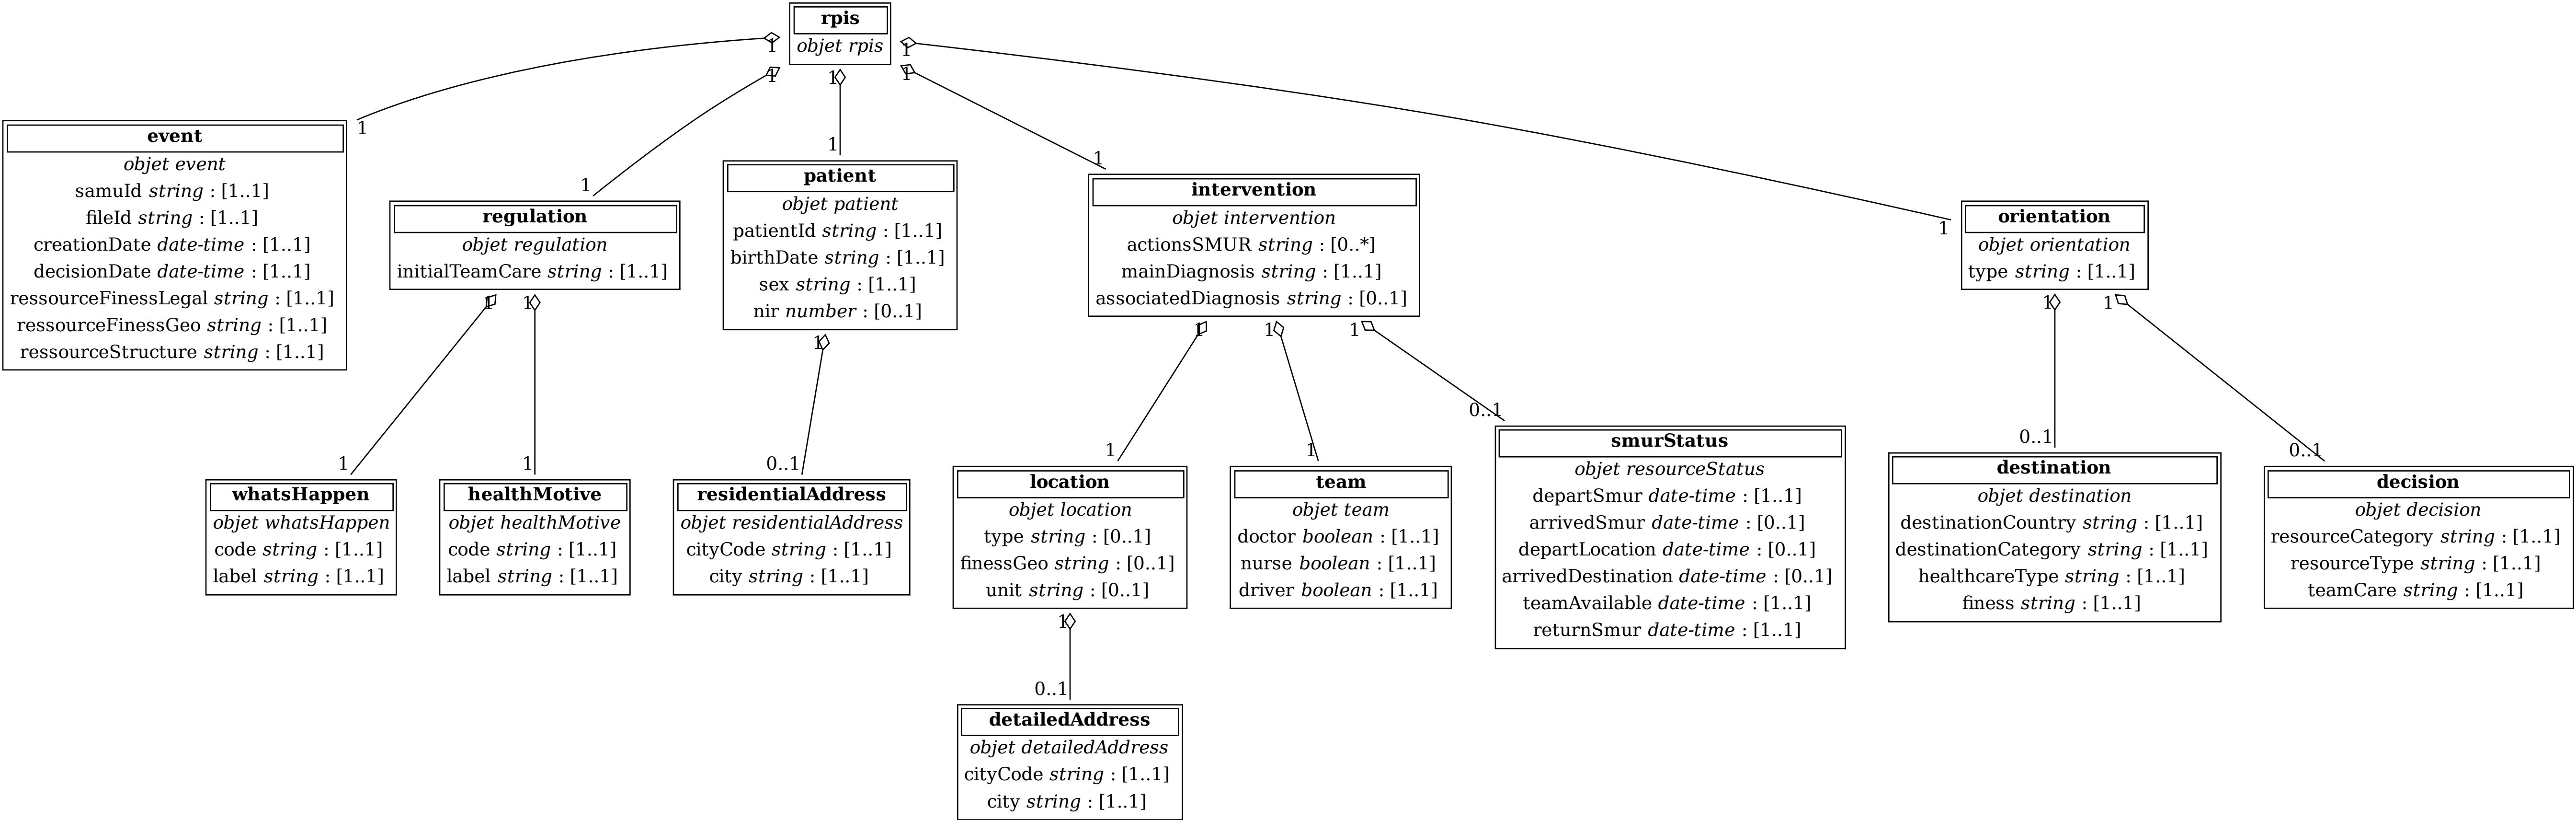 rpis
objet rpis
1
1
1
1
1
1
1
1
1
1
event
objet event
samuId string : [1..1]
fileId string : [1..1]
creationDate date-time : [1..1]
decisionDate date-time : [1..1]
ressourceFinessLegal string : [1..1]
ressourceFinessGeo string : [1..1]
ressourceStructure string : [1..1]
regulation
objet regulation
initialTeamCare string : [1..1]
1
1
patient
objet patient
patientId string : [1..1]
birthDate string : [1..1]
sex string : [1..1]
nir number : [0..1]
1
intervention
objet intervention
actionsSMUR string : [0..*]
mainDiagnosis string : [1..1]
associatedDiagnosis string : [0..1]
1
1
1
orientation
objet orientation
type string : [1..1]
1
1
1
whatsHappen
objet whatsHappen
code string : [1..1]
label string : [1..1]
1
healthMotive
objet healthMotive
code string : [1..1]
label string : [1..1]
0..1
residentialAddress
objet residentialAddress
cityCode string : [1..1]
city string : [1..1]
1
location
objet location
type string : [0..1]
finessGeo string : [0..1]
unit string : [0..1]
1
1
team
objet team
doctor boolean : [1..1]
nurse boolean : [1..1]
driver boolean : [1..1]
0..1
smurStatus
objet resourceStatus
departSmur date-time : [1..1]
arrivedSmur date-time : [0..1]
departLocation date-time : [0..1]
arrivedDestination date-time : [0..1]
teamAvailable date-time : [1..1]
returnSmur date-time : [1..1]
0..1
destination
objet destination
destinationCountry string : [1..1]
destinationCategory string : [1..1]
healthcareType string : [1..1]
finess string : [1..1]
0..1
decision
objet decision
resourceCategory string : [1..1]
resourceType string : [1..1]
teamCare string : [1..1]
0..1
detailedAddress
objet detailedAddress
cityCode string : [1..1]
city string : [1..1]